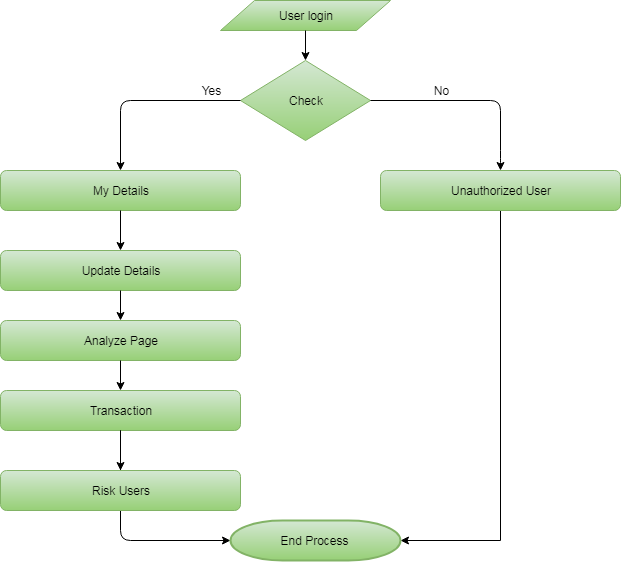 User login
Check
Yes
No
My Details
Unauthorized User
Update Details
Analyze Page
Transaction
Risk Users
End Process